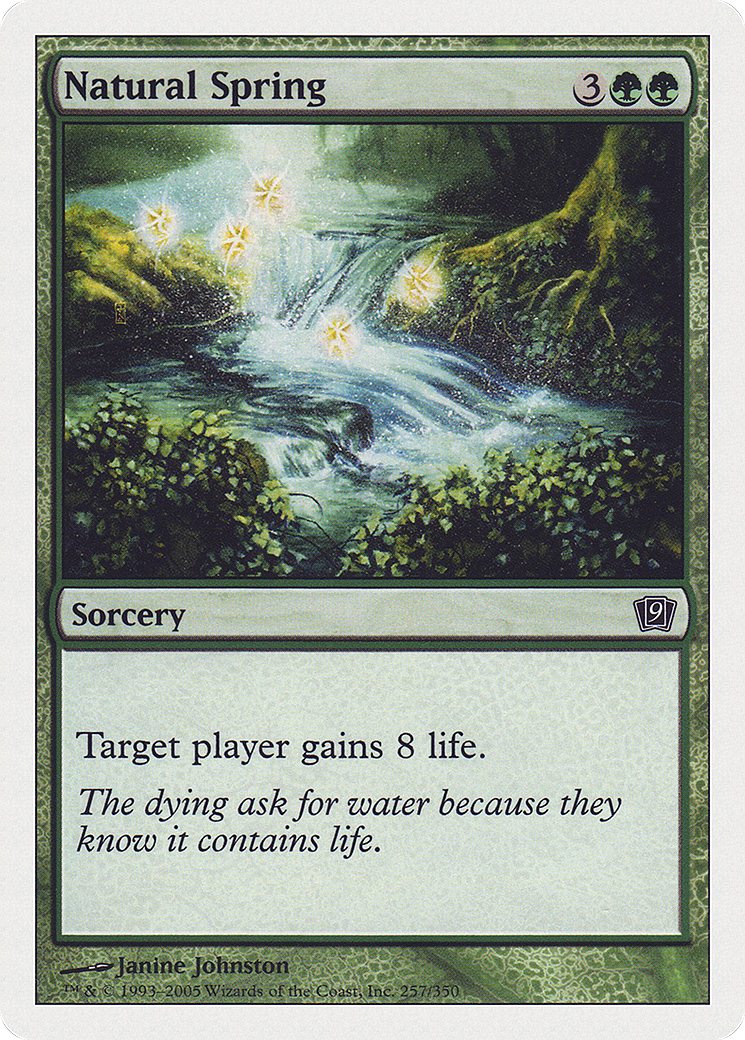 Natural Spring 3
Sorcery 9
Target player gains 8 life.
The dying ask for water because they
know it contains life.
Janine Johnston
™ & © 1993–2005 Wizards of the Coast, Inc. 257/350